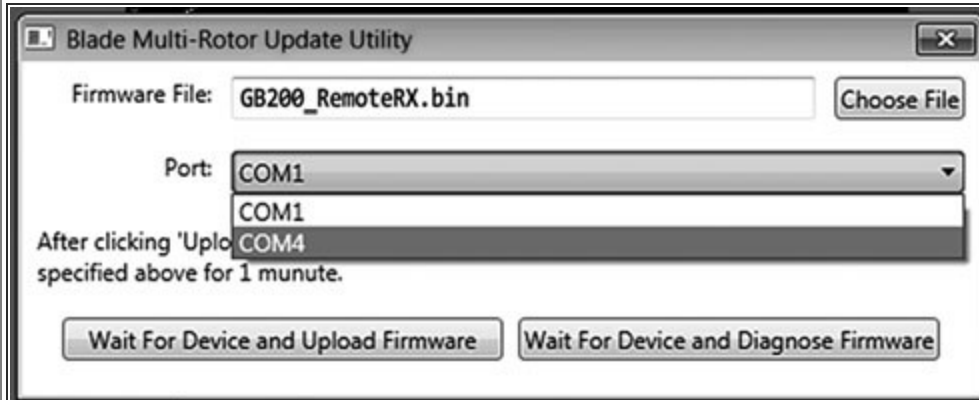 Blade Multi-Rotor Update Utility
Firmware File: GB200_RemoteRX.bin Choose File
Port: COM1
COM1
After clicking 'Uplo COM4
specified above for 1 munute.
Wait For Device and Upload Firmware Wait For Device and Diagnose Firmware